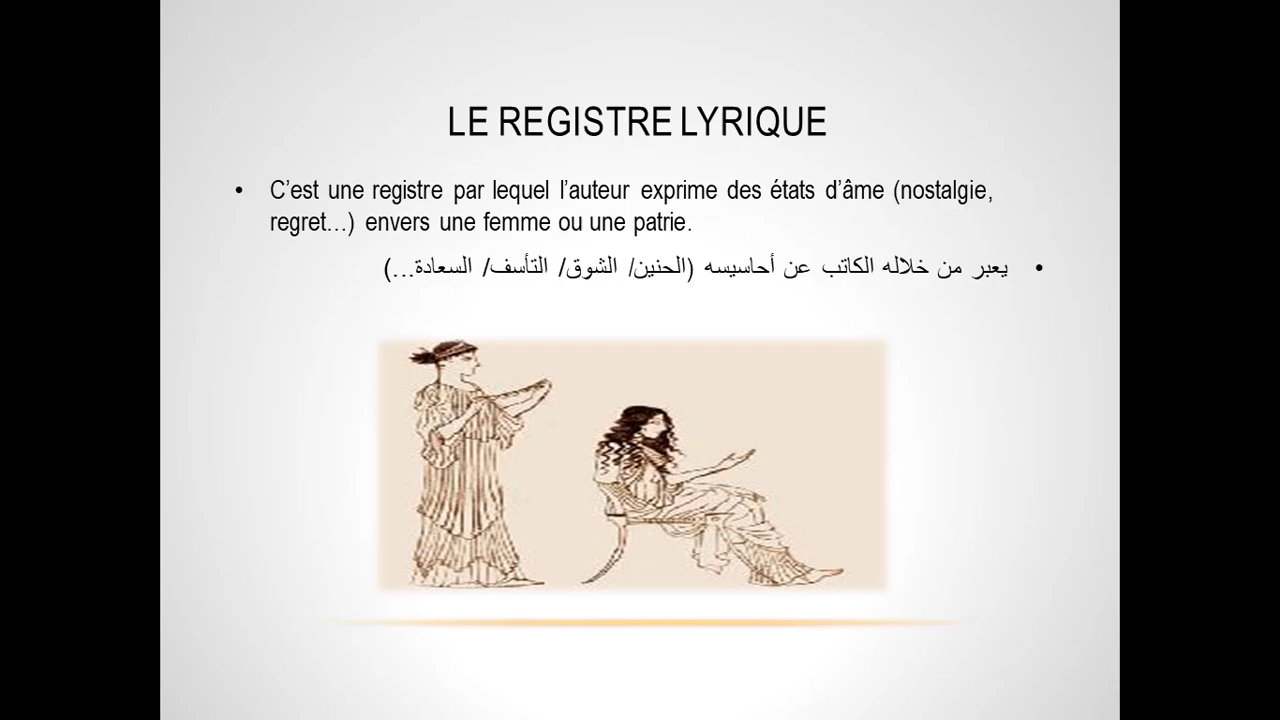 LE REGISTRE LYRIQUE
• C’est une registre par lequel l’auteur exprime des états d’âme (nostalgie,
regret…) envers une femme ou une patrie.
• يعبر من خلاله الكاتب عن أحاسيسه (الحنين/ الشوق/ التأسف/ السعادة...)